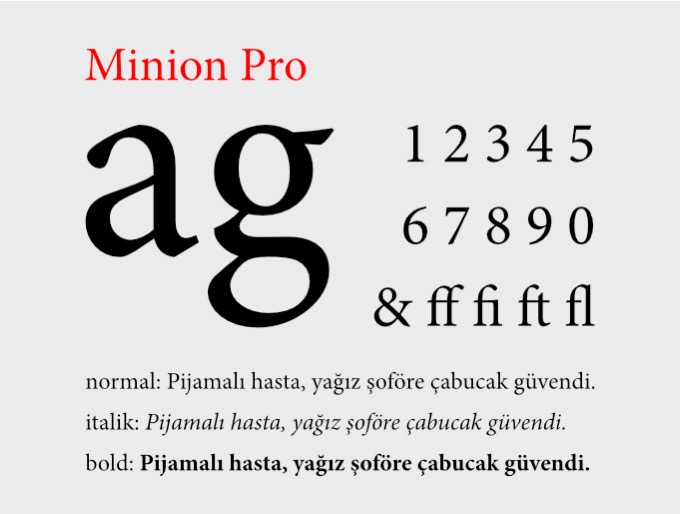 Minion Pro
ag
1 2 3 4 5
6 7 8 9 0
& ff fi ft fl
normal: Pijamalı hasta, yağız şoföre çabucak güvendi.
italik: Pijamalı hasta, yağız şoföre çabucak güvendi.
bold: Pijamalı hasta, yağız şoföre çabucak güvendi.